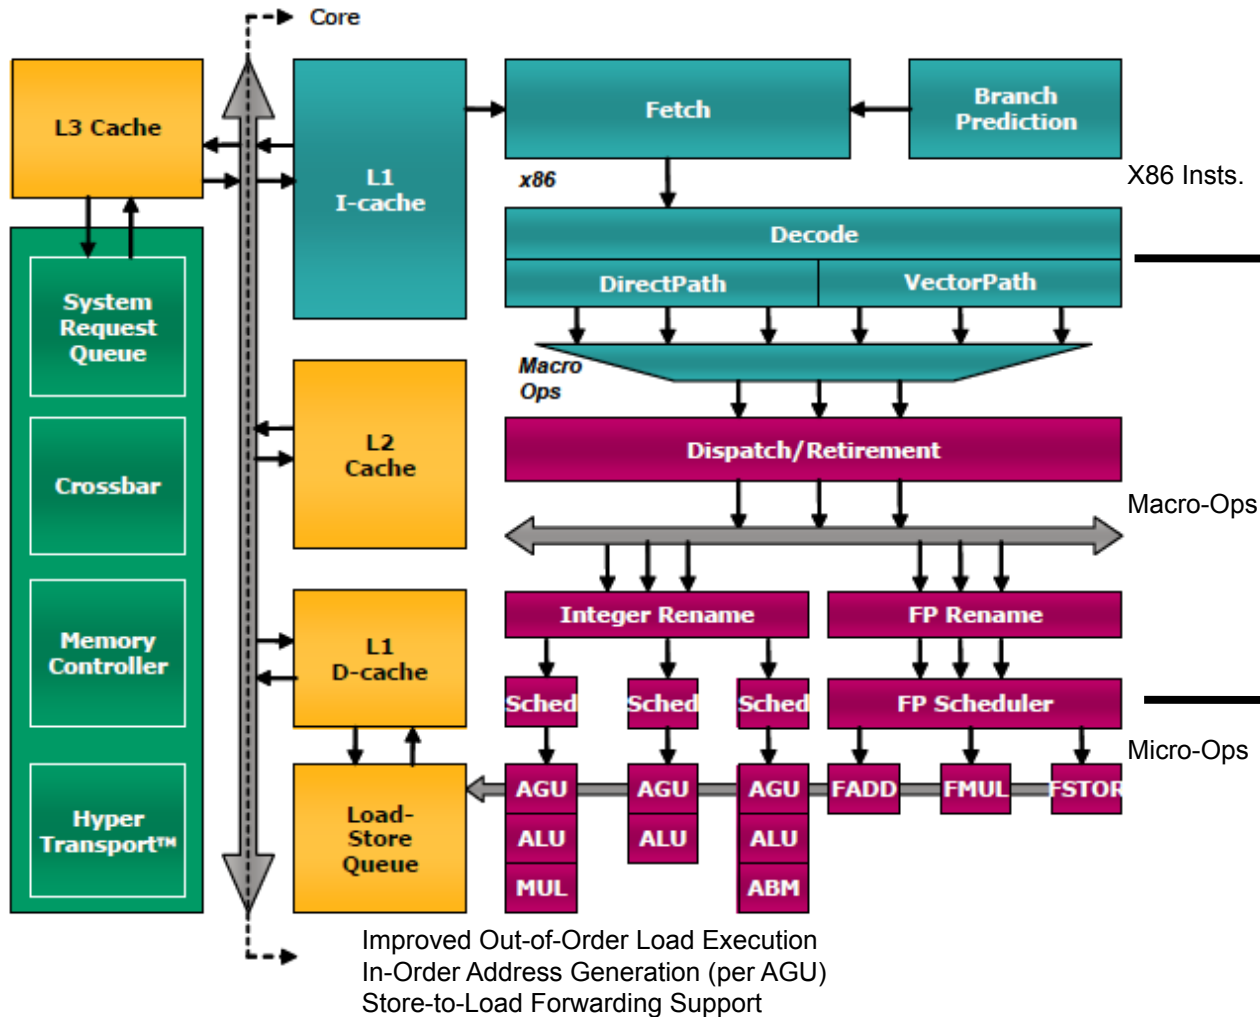 Core
L3 Cache
L1
I-cache
Fetch
Branch
Prediction
x86
X86 Insts.
Decode
DirectPath
VectorPath
System
Request
Queue
Macro
Ops
L2
Cache
Dispatch/Retirement
Crossbar
Macro-Ops
Integer Rename
FP Rename
Memory
Controller
L1
D-cache
Sched
Sched
Sched
FP Scheduler
Micro-Ops
Hyper
Transport™
Load-
Store
Queue
AGU
ALU
MUL
AGU
ALU
AGU
ALU
ABM
FADD
FMUL
FSTOR
Improved Out-of-Order Load Execution
In-Order Address Generation (per AGU)
Store-to-Load Forwarding Support